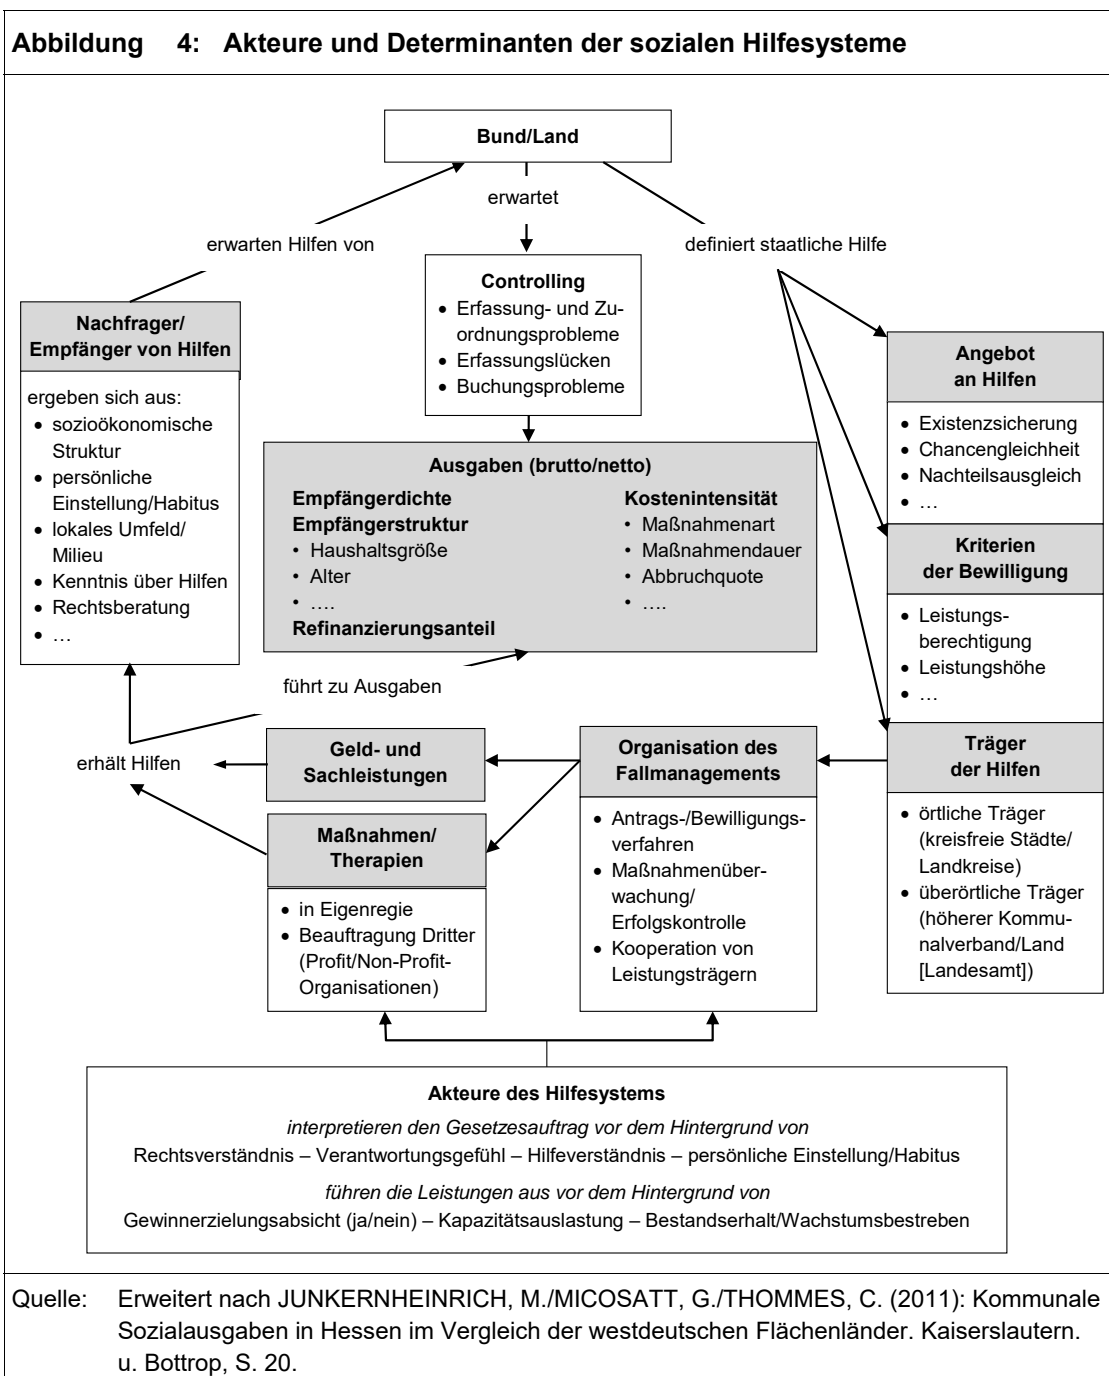 Abbildung 4: Akteure und Determinanten der sozialen Hilfesysteme
Bund/Land
erwartet
erwarten Hilfen von
definiert staatliche Hilfe
Controlling
• Erfassung- und Zu-
ordnungsprobleme
• Erfassungslücken
• Buchungsprobleme
Nachfrager/
Empfänger von Hilfen
ergeben sich aus:
• sozioökonomische
Struktur
• persönliche
Einstellung/Habitus
• lokales Umfeld/
Milieu
• Kenntnis über Hilfen
• Rechtsberatung
• …
Angebot
an Hilfen
• Existenzsicherung
• Chancengleichheit
• Nachteilsausgleich
• …
Ausgaben (brutto/netto)
Empfängerdichte
Empfängerstruktur
• Haushaltsgröße
• Alter
• ….
Refinanzierungsanteil
Kostenintensität
• Maßnahmenart
• Maßnahmendauer
• Abbruchquote
• ….
Kriterien
der Bewilligung
• Leistungs-
berechtigung
• Leistungshöhe
• …
führt zu Ausgaben
erhält Hilfen
Geld- und
Sachleistungen
Organisation des
Fallmanagements
• Antrags-/Bewilligungs-
verfahren
• Maßnahmenüber-
wachung/
Erfolgskontrolle
• Kooperation von
Leistungsträgern
Träger
der Hilfen
• örtliche Träger
(kreisfreie Städte/
Landkreise)
• überörtliche Träger
(höherer Kommu-
nalverband/Land
[Landesamt])
Maßnahmen/
Therapien
• in Eigenregie
• Beauftragung Dritter
(Profit/Non-Profit-
Organisationen)
Akteure des Hilfesystems
interpretieren den Gesetzesauftrag vor dem Hintergrund von
Rechtsverständnis – Verantwortungsgefühl – Hilfeverständnis – persönliche Einstellung/Habitus
führen die Leistungen aus vor dem Hintergrund von
Gewinnerzielungsabsicht (ja/nein) – Kapazitätsauslastung – Bestandserhalt/Wachstumsbestreben
Quelle: Erweitert nach JUNKERNHEINRICH, M./MICOSATT, G./THOMMES, C. (2011): Kommunale
Sozialausgaben in Hessen im Vergleich der westdeutschen Flächenländer. Kaiserslautern.
u. Bottrop, S. 20.